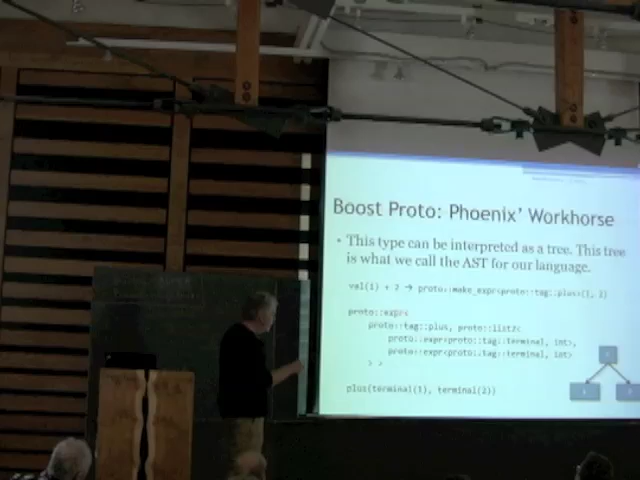 Boost Proto: Phoenix' Workhorse
• This type can be interpreted as a tree. This tree
is what we call the AST for our language.
val(1) + 2 → proto::make_expr<proto::tag::plus>(1, 2)
proto::expr<
proto::tag::plus, proto::list2<
proto::expr<proto::tag::terminal, int>,
proto::expr<proto::tag::terminal, int>
> >
plus(terminal(1), terminal(2))